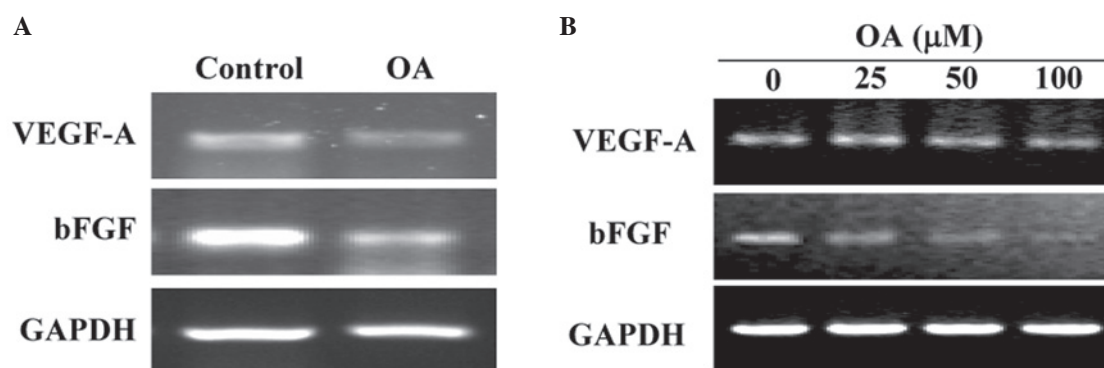 A
Control OA
VEGF-A
bFGF
GAPDH
B
OA (μM)
0 25 50 100
VEGF-A
bFGF
GAPDH